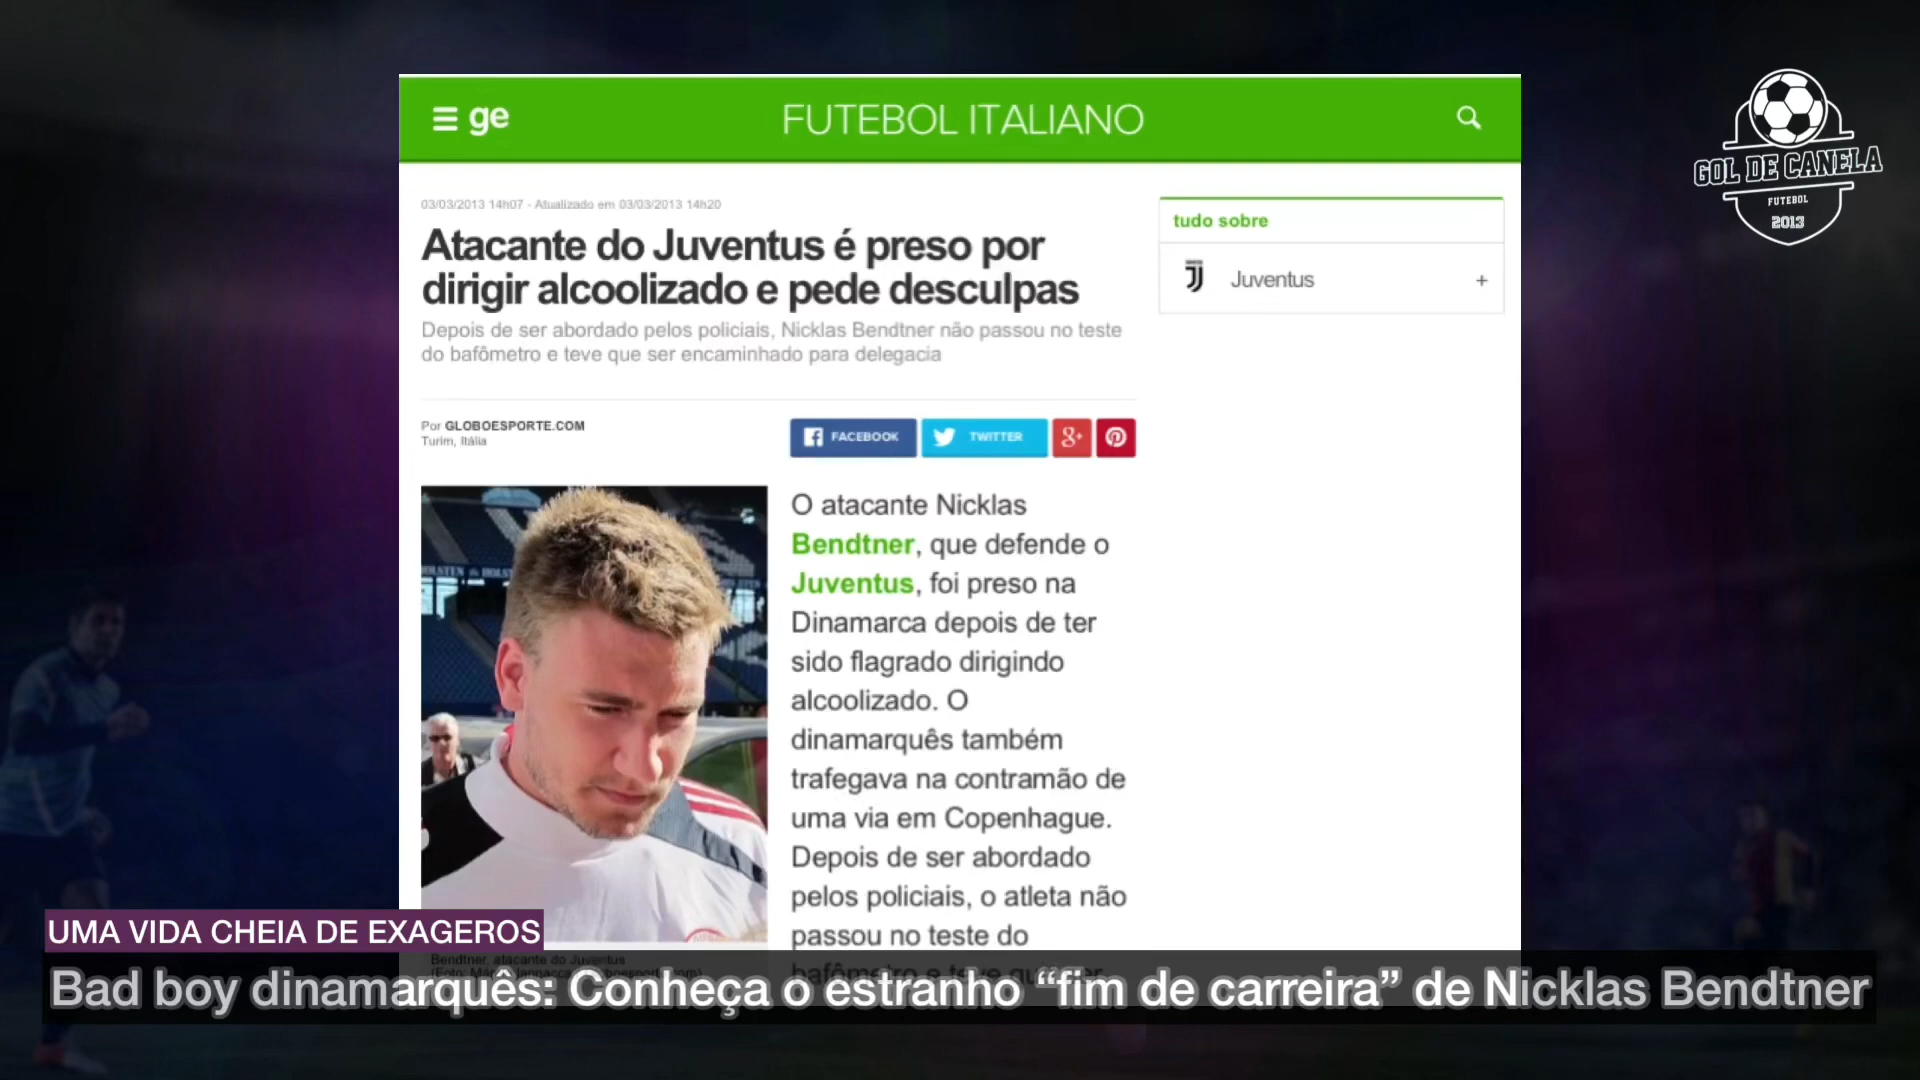 ge
FUTEBOL ITALIANO
GOL DE CANELA
FUTEBOL
2013
03/03/2013 14h07 - Atualizado em 03/03/2013 14h20
Atacante do Juventus é preso por
dirigir alcoolizado e pede desculpas
Depois de ser abordado pelos policiais, Nicklas Bendtner não passou no teste
do bafômetro e teve que ser encaminhado para delegacia
tudo sobre
Juventus +
Por GLOBOESPORTE.COM
Turim, Itália
FACEBOOK
TWITTER
g+
O atacante Nicklas
Bendtner, que defende o
Juventus, foi preso na
Dinamarca depois de ter
sido flagrado dirigindo
alcoolizado. O
dinamarquês também
trafegava na contramão de
uma via em Copenhague.
Depois de ser abordado
pelos policiais, o atleta não
passou no teste do
Bendtner, atacante do Juventus
UMA VIDA CHEIA DE EXAGEROS
Bad boy dinamarquês: Conheça o estranho “fim de carreira” de Nicklas Bendtner